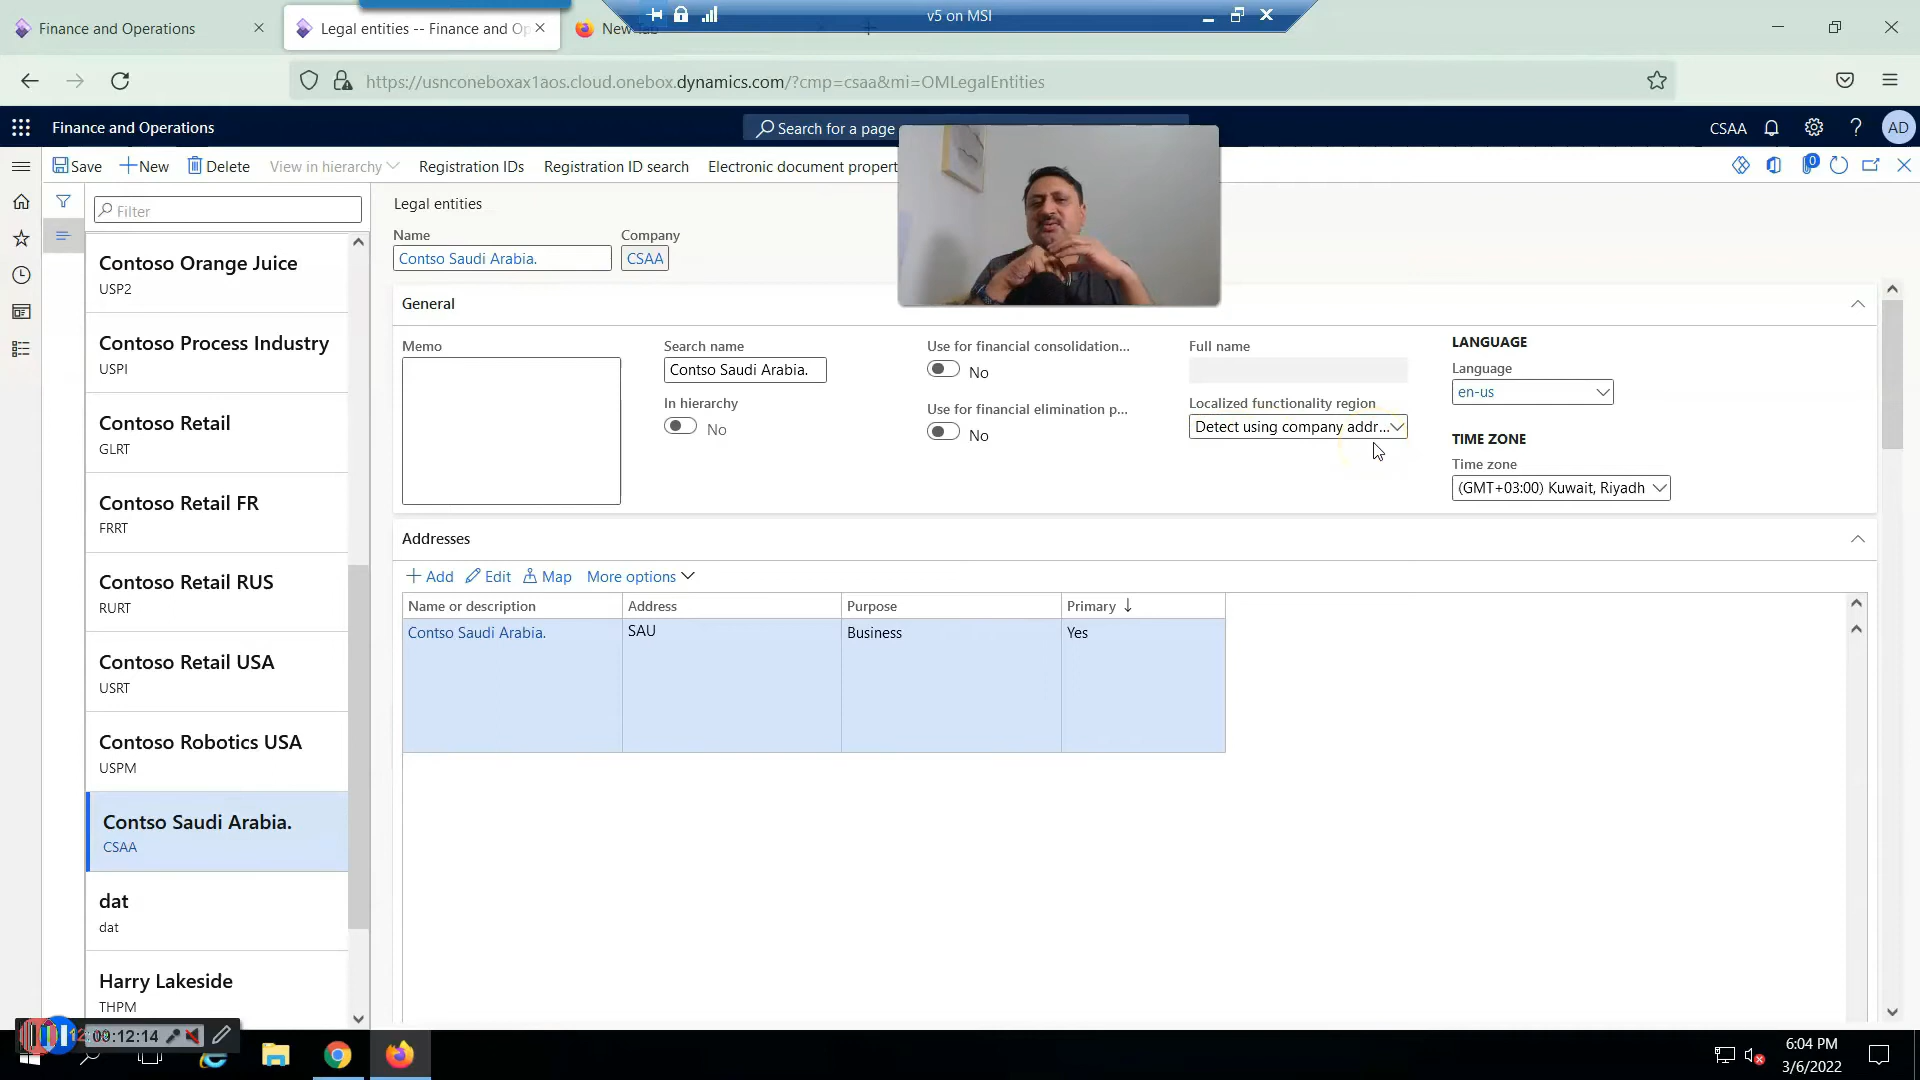 Finance and Operations
Legal entities -- Finance and Op
New Tab
v5 on MSI
https://usnconeboxax1aos.cloud.onebox.dynamics.com/?cmp=csaa&mi=OMLegalEntities
Finance and Operations
Search for a page
CSAA
?
AD
Save
New
Delete
View in hierarchy
Registration IDs
Registration ID search
Electronic document propert
0
Filter
Contoso Orange Juice
USP2
Contoso Process Industry
USPI
Contoso Retail
GLRT
Contoso Retail FR
FRRT
Contoso Retail RUS
RURT
Contoso Retail USA
USRT
Contoso Robotics USA
USPM
Contso Saudi Arabia.
CSAA
dat
dat
Harry Lakeside
THPM
Legal entities
Name
Company
Contso Saudi Arabia.
CSAA
General
Memo
Search name
Contso Saudi Arabia.
In hierarchy
No
Use for financial consolidation...
No
Use for financial elimination p...
No
Full name
Localized functionality region
Detect using company addr...
LANGUAGE
Language
en-us
TIME ZONE
Time zone
(GMT+03:00) Kuwait, Riyadh
Addresses
Add
Edit
Map
More options
Name or description
Address
Purpose
Primary
Contso Saudi Arabia.
SAU
Business
Yes
00:12:14
6:04 PM
3/6/2022